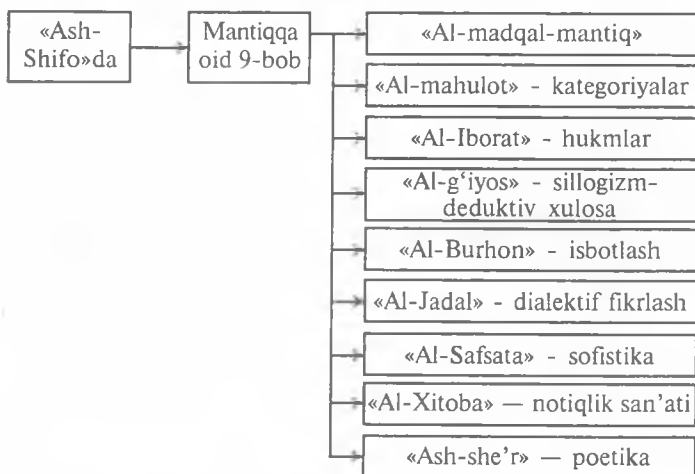 «Ash-
Shifo»da
Mantiqqa
oid 9-bob
«Al-madqal-mantiq»
«Al-mahulot» - kategoriyalar
«Al-Iborat» - hukmlar
«Al-g‘iyos» - sillogizm-
deduktiv xulosa
«Al-Burhon» - isbotlash
«Al-Jadal» - dialektif fikrlash
«Al-Safsata» - sofistika
«Al-Xitoba» — notiqlik san’ati
«Ash-she’r» — poetika